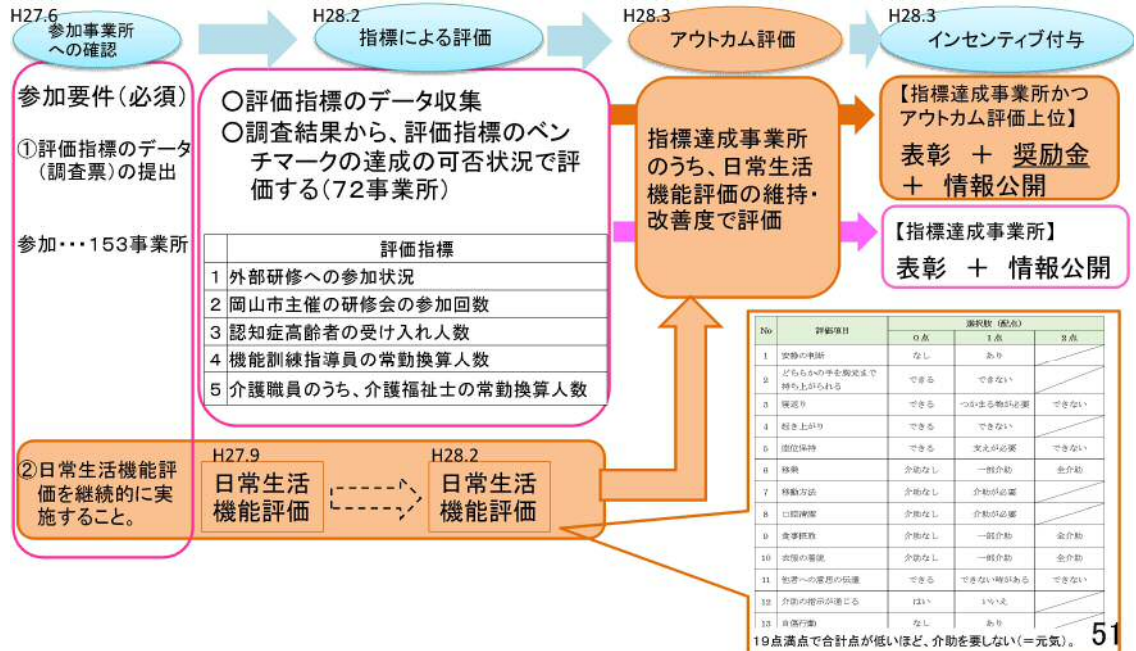 H27.6
参加事業所
への確認
H28.2
指標による評価
H28.3
アウトカム評価
H28.3
インセンティブ付与
参加要件(必須)
①評価指標のデータ
(調査票)の提出
参加・・・153事業所
〇評価指標のデータ収集
〇調査結果から、評価指標のベン
チマークの達成の可否状況で評
価する(72事業所)
評価指標
1 外部研修への参加状況
2 岡山市主催の研修会の参加回数
3 認知症高齢者の受け入れ人数
4 機能訓練指導員の常勤換算人数
5 介護職員のうち、介護福祉士の常勤換算人数
指標達成事業所
のうち、日常生活
機能評価の維持・
改善度で評価
【指標達成事業所かつ
アウトカム評価上位】
表彰 + 奨励金
+ 情報公開
【指標達成事業所】
表彰 + 情報公開
②日常生活機能評
価を継続的に実
施すること。
H27.9
日常生活
機能評価
H28.2
日常生活
機能評価
No 評価項目 選択肢(配点)
0点 1点 2点
1 安静の判断 なし あり
2 どちらかの手を胸元まで
持ち上げられる できる できない
3 寝返り できる つかまる物が必要 できない
4 起き上がり できる できない
5 座位保持 できる 支えが必要 できない
6 移乗 介助なし 一部介助 全介助
7 移動方法 介助なし 介助が必要
8 口腔清潔 介助なし 介助が必要
9 食事摂取 介助なし 一部介助 全介助
10 衣服の着脱 介助なし 一部介助 全介助
11 他者への意思の伝達 できる できない時がある できない
12 介助の指示が通じる はい いいえ
13 自傷行動 なし あり
19点満点で合計点が低いほど、介助を要しない(=元気)。
51